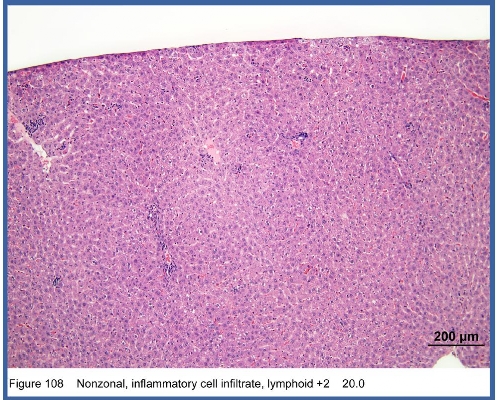 200 µm
Figure 108 Nonzonal, inflammatory cell infiltrate, lymphoid +2 20.0